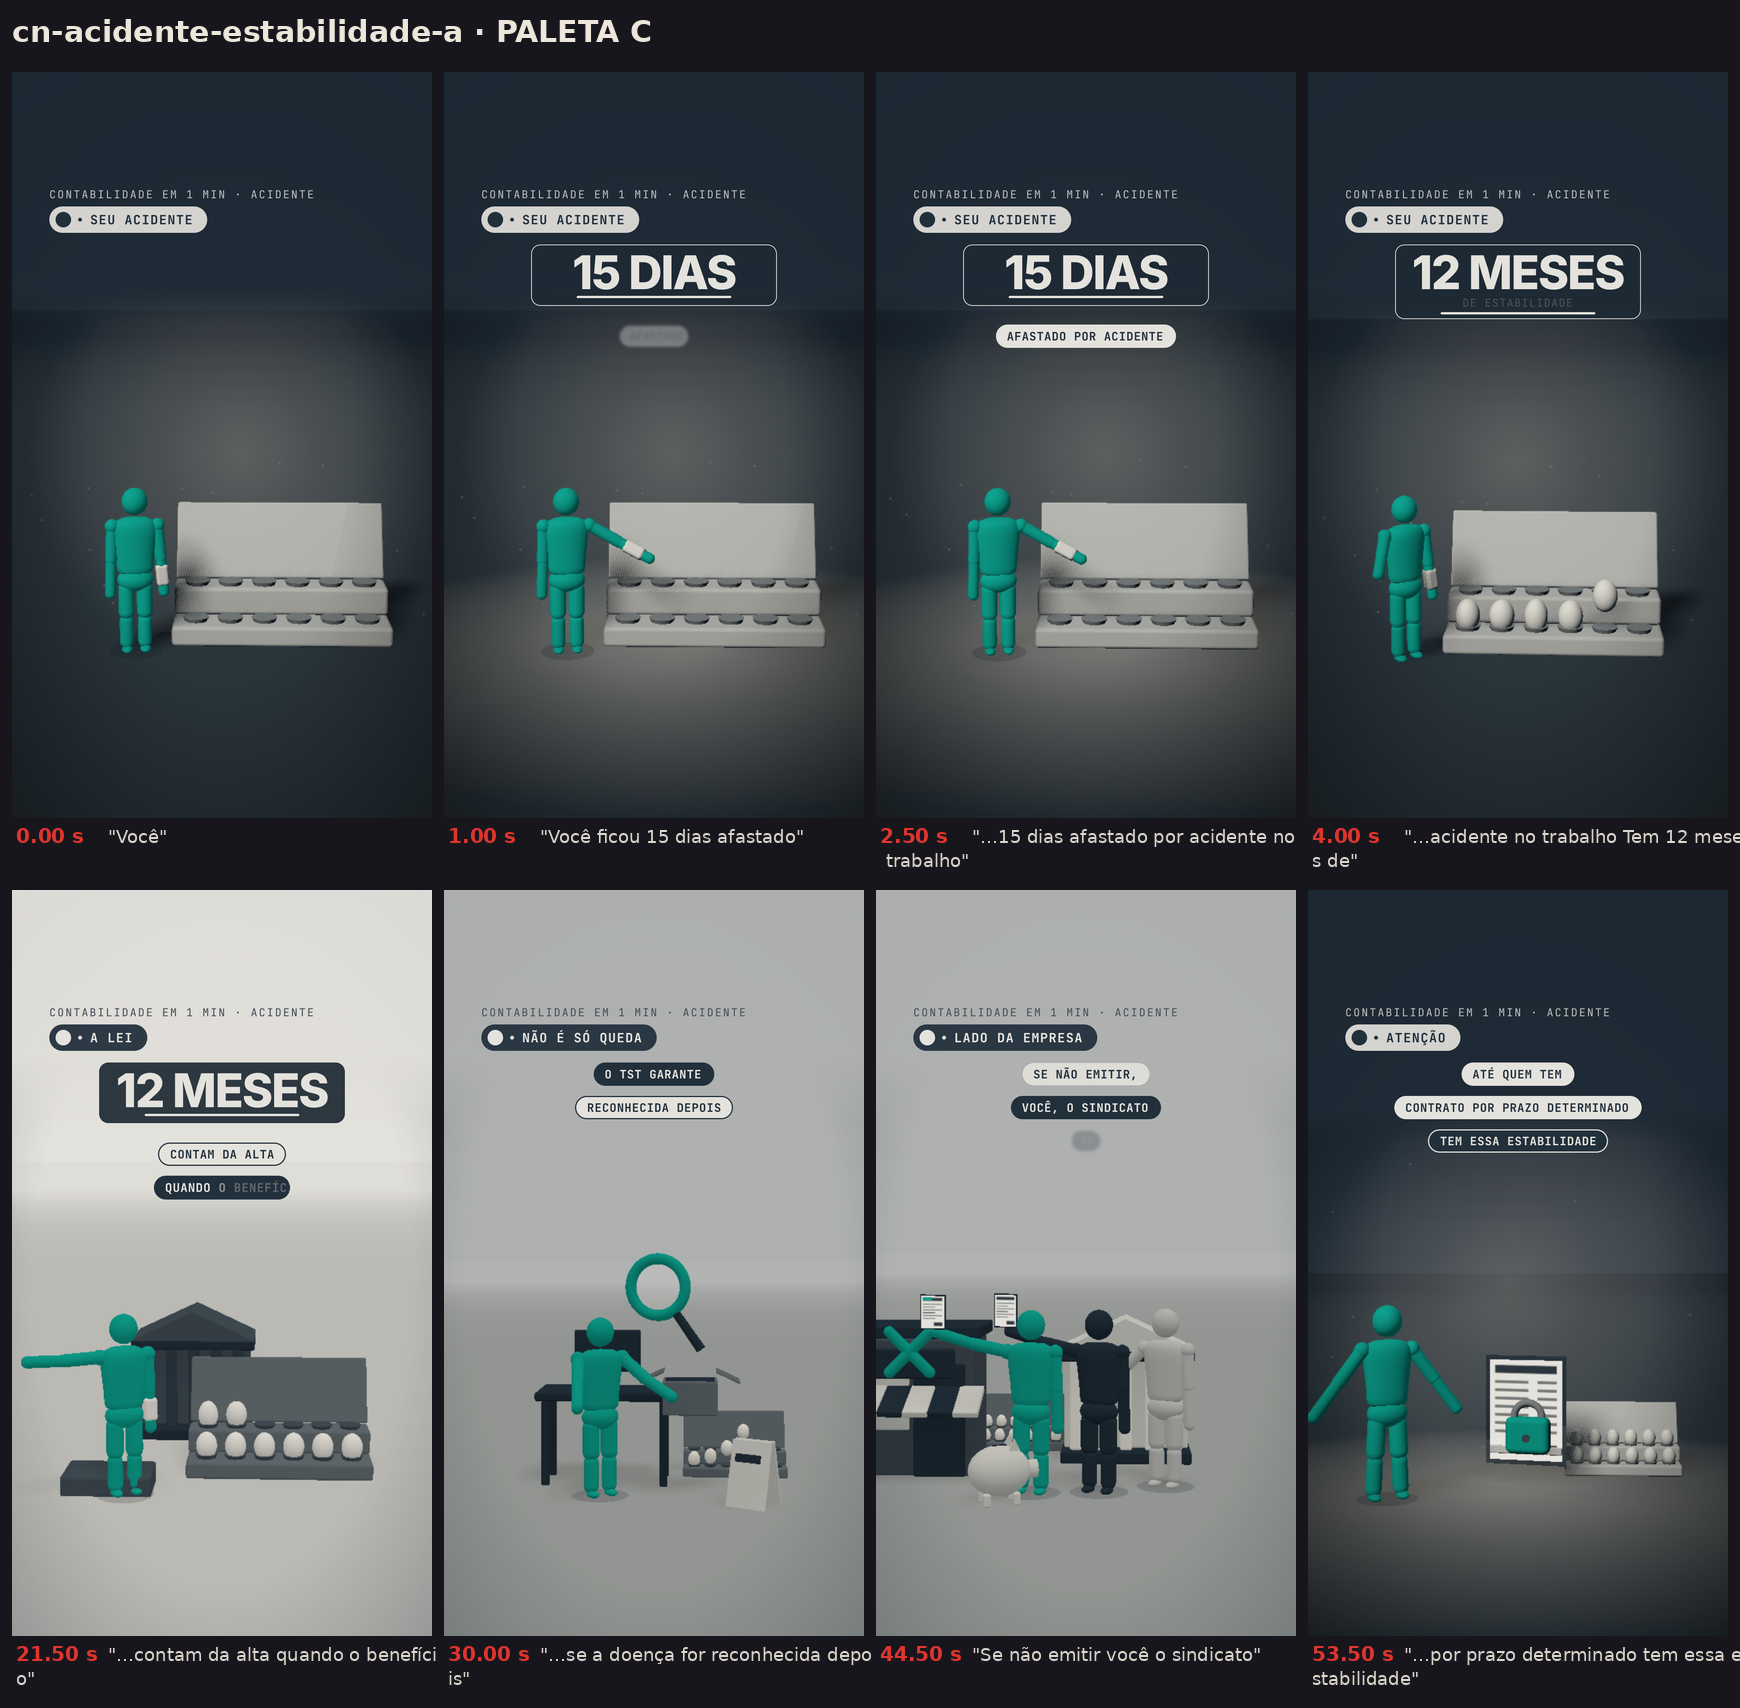 cn-acidente-estabilidade-a · PALETA C
CONTABILIDADE EM 1 MIN · ACIDENTE
• SEU ACIDENTE
0.00 s "Você"
CONTABILIDADE EM 1 MIN · ACIDENTE
• SEU ACIDENTE
15 DIAS
AFASTADO
1.00 s "Você ficou 15 dias afastado"
CONTABILIDADE EM 1 MIN · ACIDENTE
• SEU ACIDENTE
15 DIAS
AFASTADO POR ACIDENTE
2.50 s "...15 dias afastado por acidente no
trabalho"
CONTABILIDADE EM 1 MIN · ACIDENTE
• SEU ACIDENTE
12 MESES
DE ESTABILIDADE
4.00 s "...acidente no trabalho Tem 12 mese
s de"
CONTABILIDADE EM 1 MIN · ACIDENTE
• A LEI
12 MESES
CONTAM DA ALTA
QUANDO O BENEFÍC
21.50 s "...contam da alta quando o benefíci
o"
CONTABILIDADE EM 1 MIN · ACIDENTE
• NÃO É SÓ QUEDA
O TST GARANTE
RECONHECIDA DEPOIS
30.00 s "...se a doença for reconhecida depo
is"
CONTABILIDADE EM 1 MIN · ACIDENTE
• LADO DA EMPRESA
SE NÃO EMITIR,
VOCÊ, O SINDICATO
44.50 s "Se não emitir você o sindicato"
CONTABILIDADE EM 1 MIN · ACIDENTE
• ATENÇÃO
ATÉ QUEM TEM
CONTRATO POR PRAZO DETERMINADO
TEM ESSA ESTABILIDADE
53.50 s "...por prazo determinado tem essa e
stabilidade"